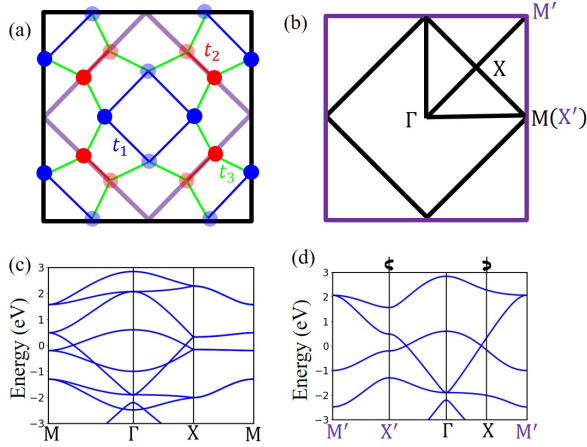 (a)
t₂
t₁
t₃
(b)
M′
X
Γ
M(X′)
(c)
Energy (eV)
3
2
1
0
−1
−2
−3
M Γ X M
(d)
Energy (eV)
3
2
1
0
−1
−2
−3
M′ X′ Γ X M′